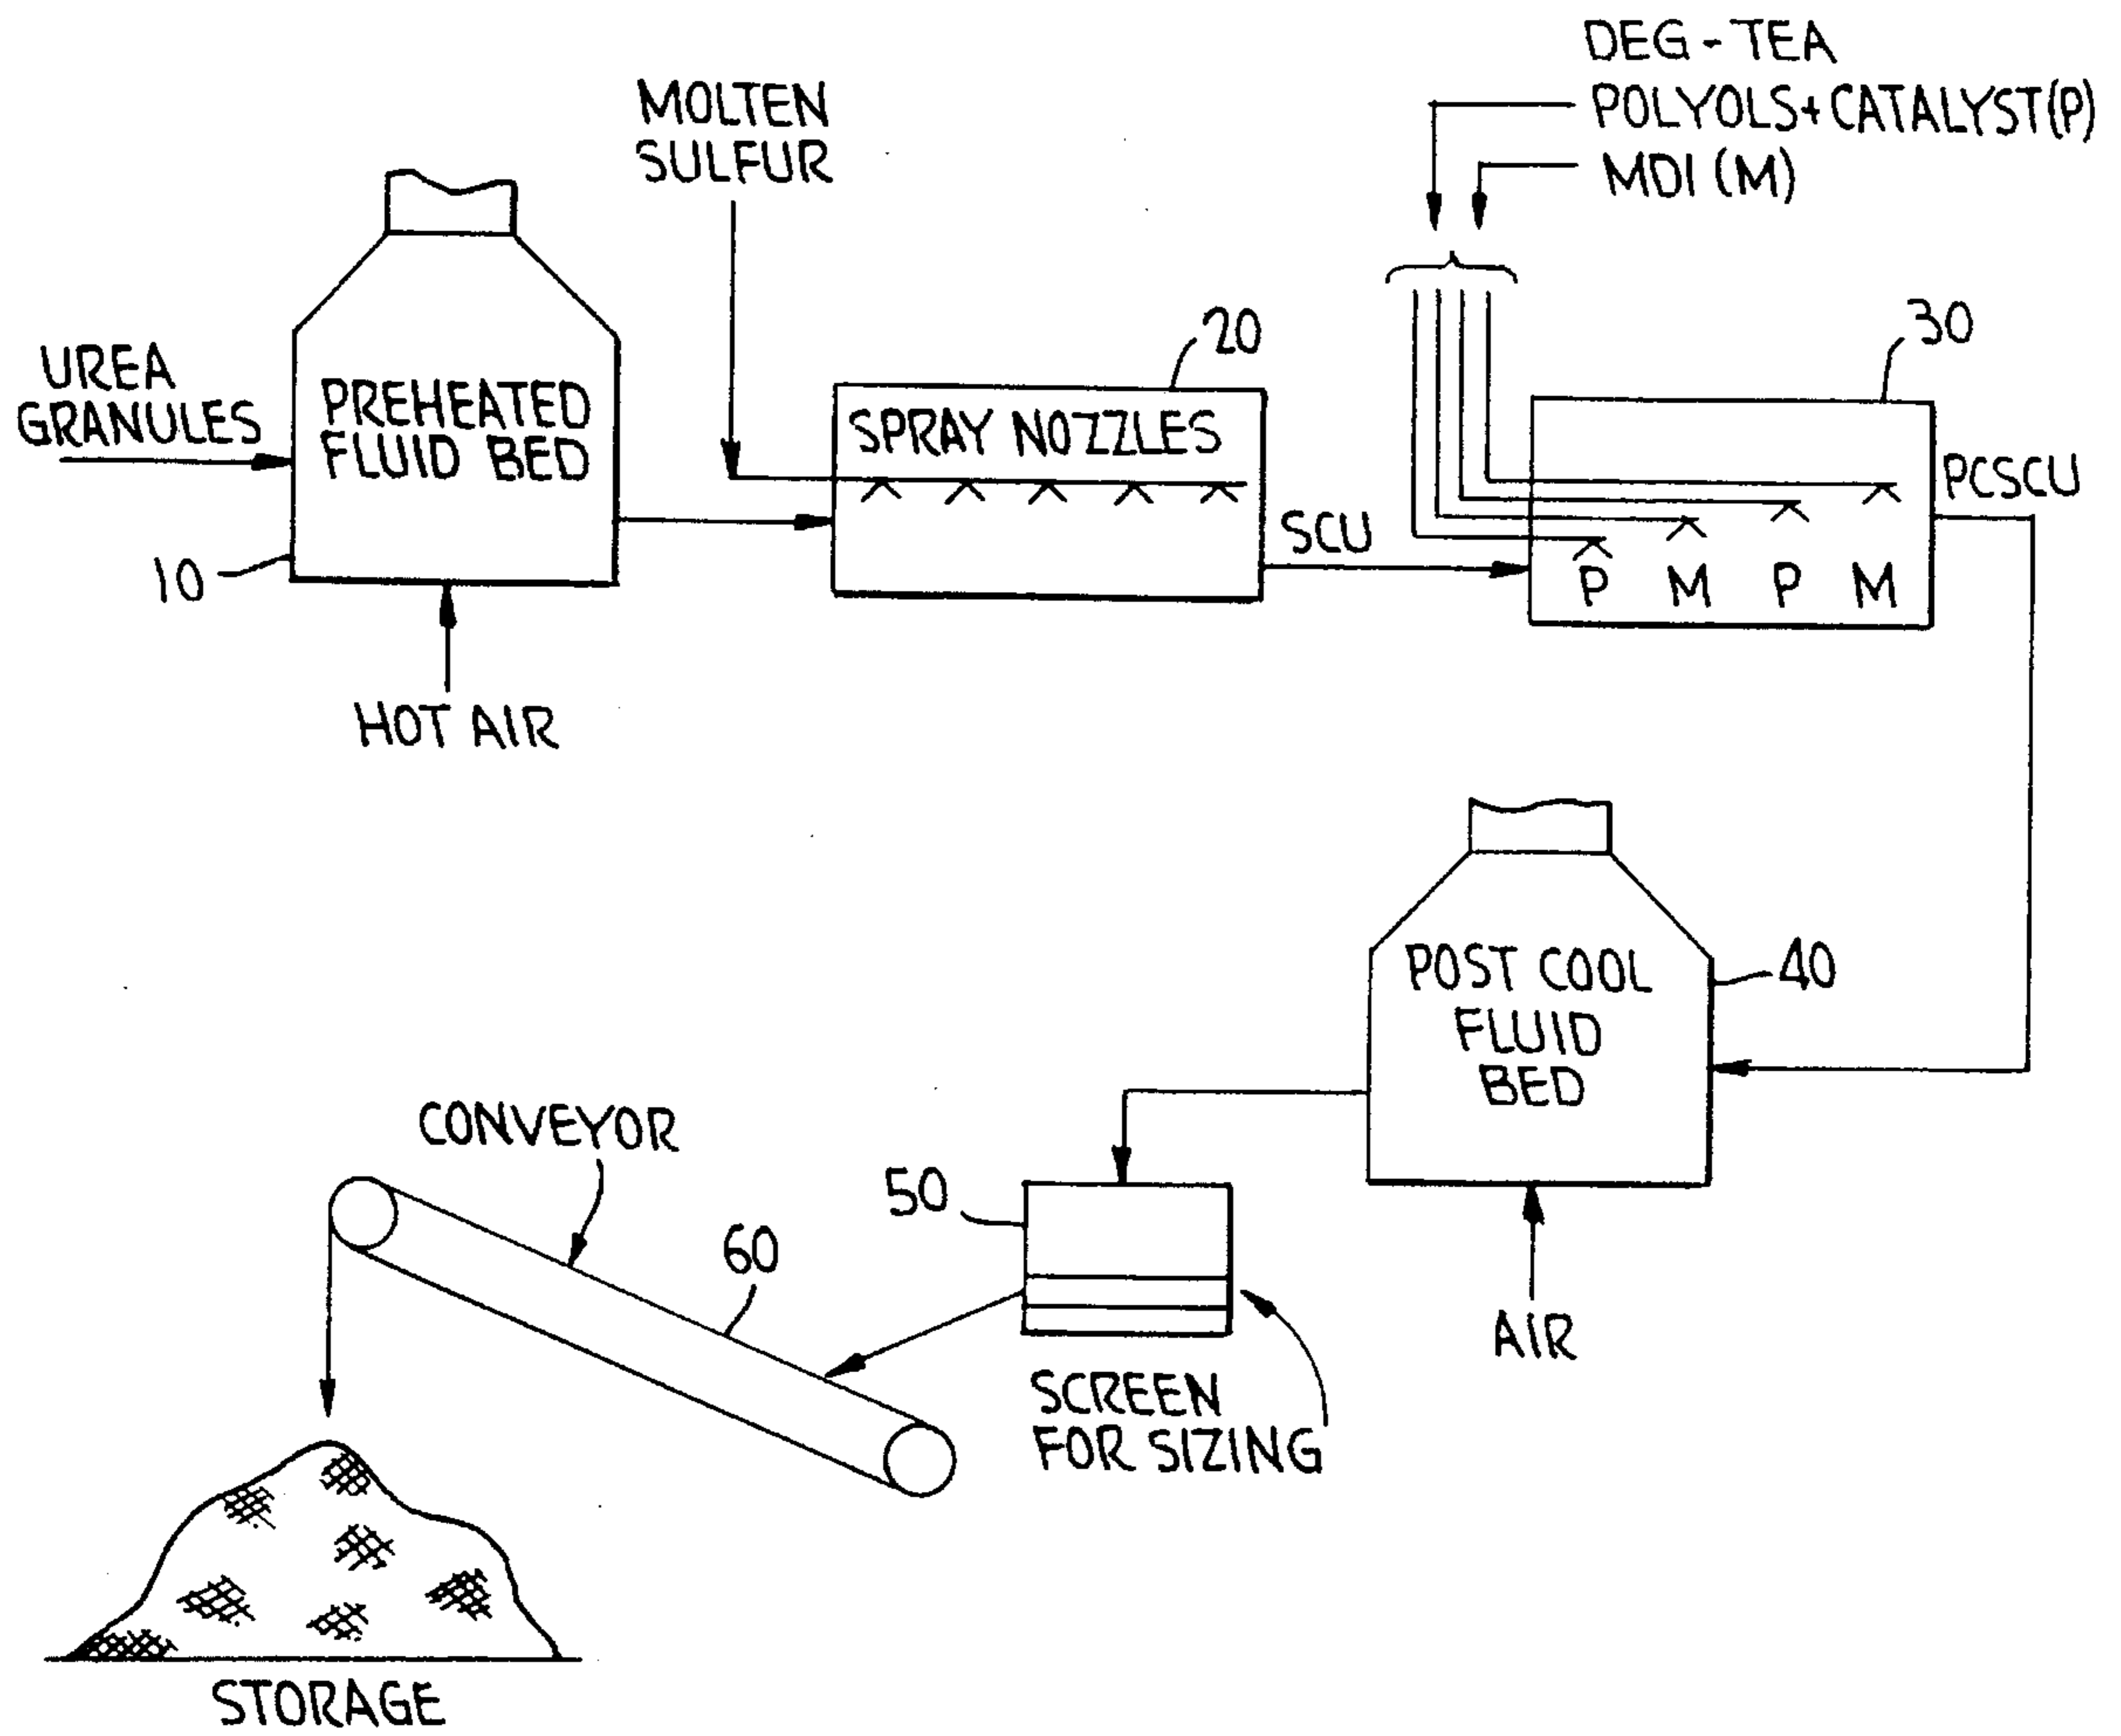 DEG - TEA
POLYOLS+CATALYST(P)
MDI (M)
MOLTEN
SULFUR
20
30
UREA
GRANULES
PREHEATED
FLUID BED
SPRAY NOZZLES
PCSCU
SCU
P M P M
10
HOT AIR
POST COOL
FLUID
BED
40
CONVEYOR
50
60
AIR
SCREEN
FOR SIZING
STORAGE